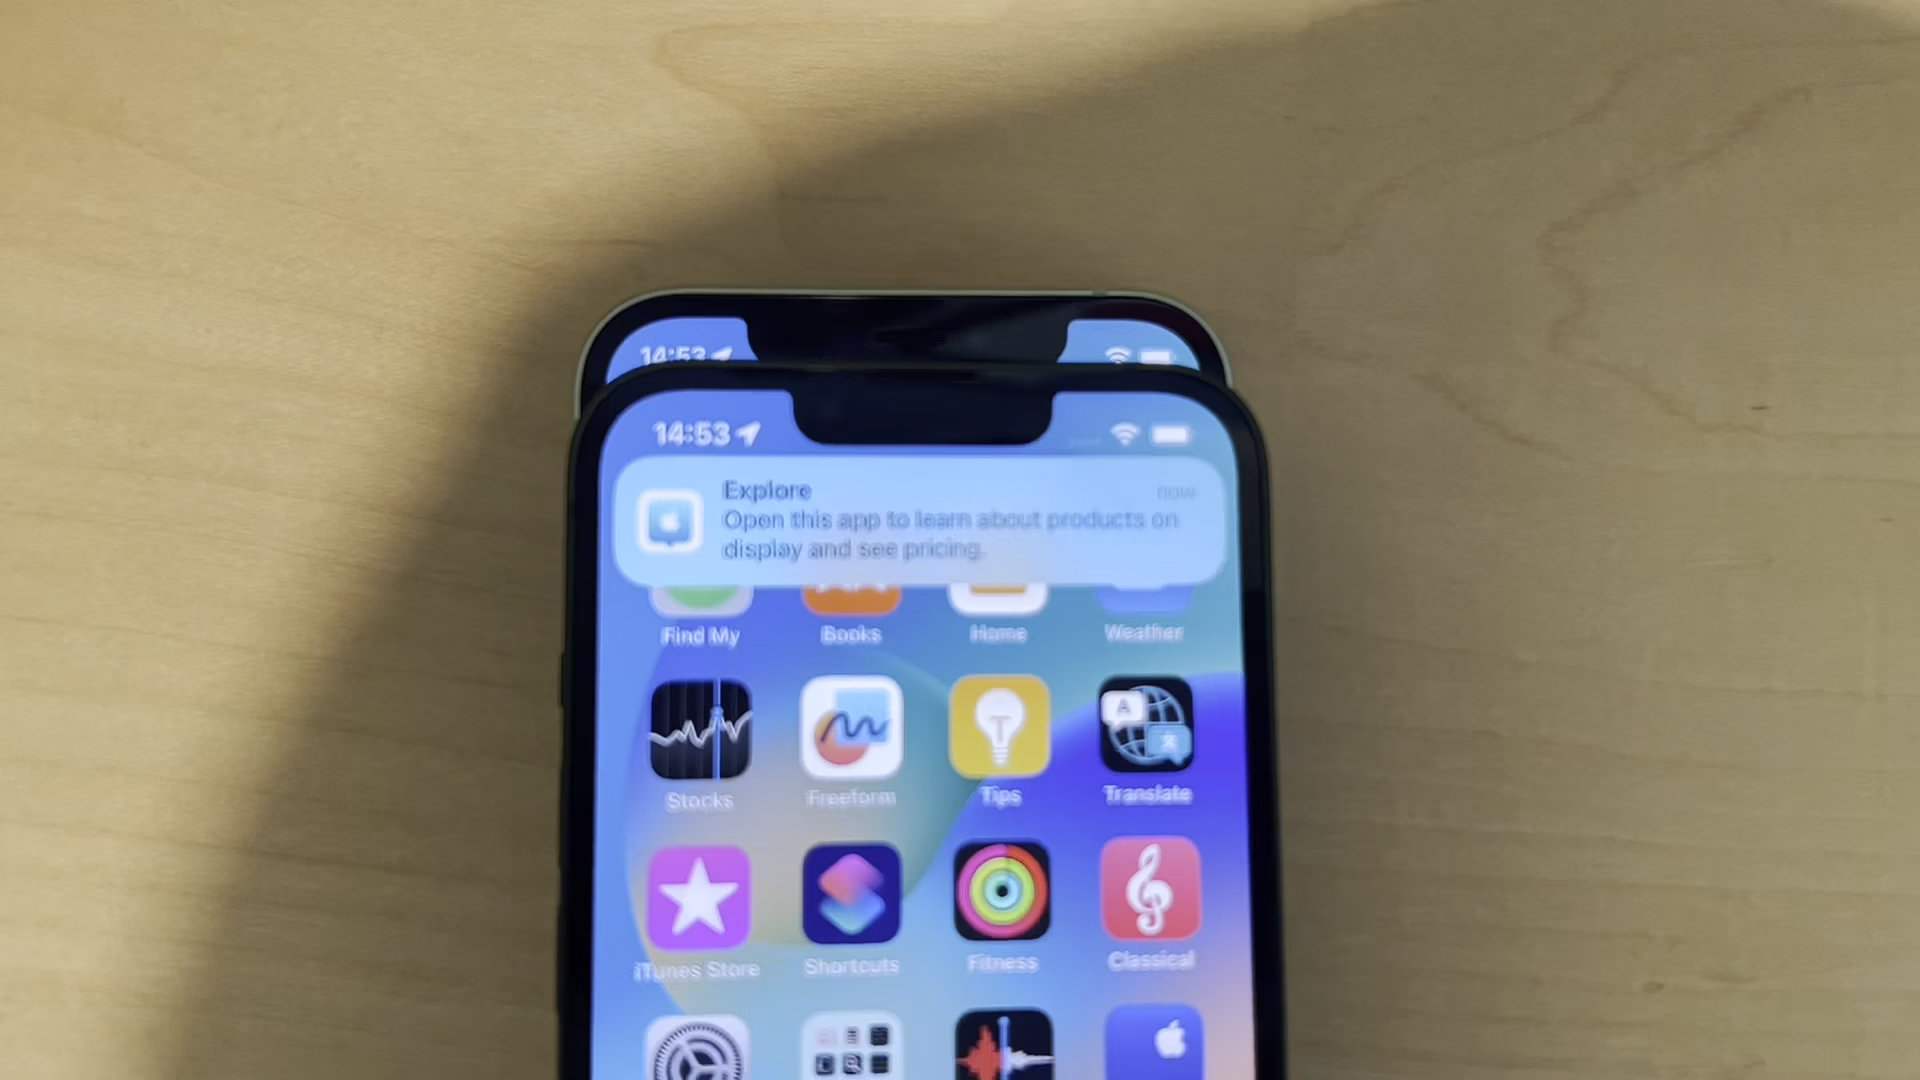 14:53
14:53
Explore
now
Open this app to learn about products on
display and see pricing.
Find My
Books
Home
Weather
A
文
Stocks
Freeform
Tips
Translate
iTunes Store
Shortcuts
Fitness
Classical